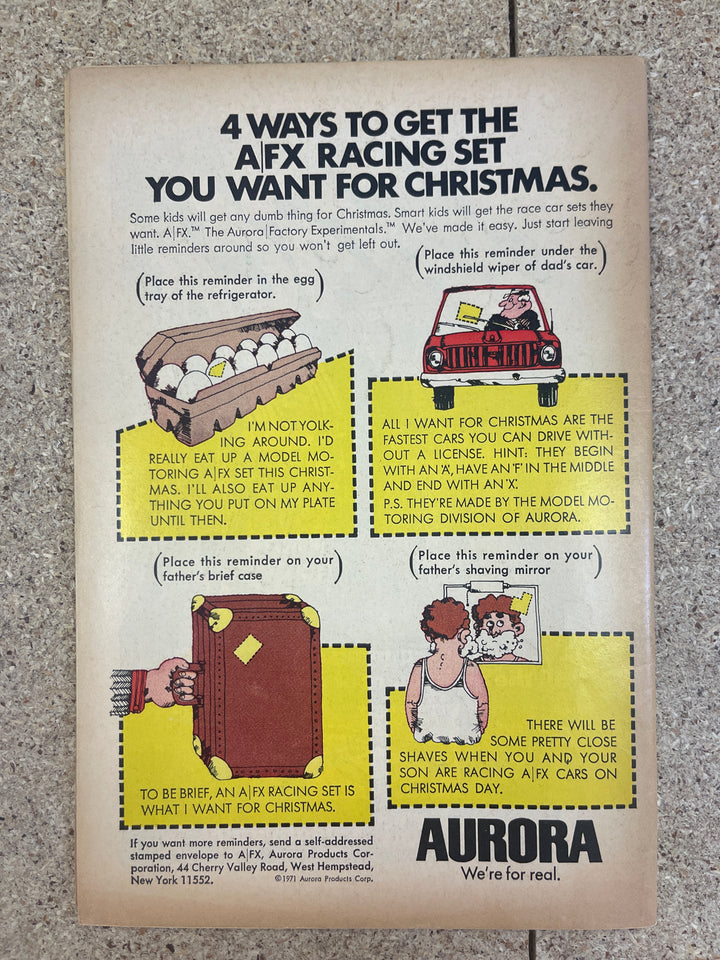 4 WAYS TO GET THE
A|FX RACING SET
YOU WANT FOR CHRISTMAS.
Some kids will get any dumb thing for Christmas. Smart kids will get the race car sets they
want. A|FX.™ The Aurora|Factory Experimentals.™ We've made it easy. Just start leaving
little reminders around so you won't get left out.
(Place this reminder in the egg
tray of the refrigerator.)
I'M NOT YOLK-
ING AROUND. I'D
REALLY EAT UP A MODEL MO-
TORING A|FX SET THIS CHRIST-
MAS. I'LL ALSO EAT UP ANY-
THING YOU PUT ON MY PLATE
UNTIL THEN.
(Place this reminder under the
windshield wiper of dad's car.)
ALL I WANT FOR CHRISTMAS ARE THE
FASTEST CARS YOU CAN DRIVE WITH-
OUT A LICENSE. HINT: THEY BEGIN
WITH AN 'A', HAVE AN 'F' IN THE MIDDLE
AND END WITH AN 'X'.
P.S. THEY'RE MADE BY THE MODEL MO-
TORING DIVISION OF AURORA.
(Place this reminder on your
father's brief case)
TO BE BRIEF, AN A|FX RACING SET IS
WHAT I WANT FOR CHRISTMAS.
(Place this reminder on your
father's shaving mirror)
THERE WILL BE
SOME PRETTY CLOSE
SHAVES WHEN YOU AND YOUR
SON ARE RACING A|FX CARS ON
CHRISTMAS DAY.
If you want more reminders, send a self-addressed
stamped envelope to A|FX, Aurora Products Cor-
poration, 44 Cherry Valley Road, West Hempstead,
New York 11552. ©1971 Aurora Products Corp.
AURORA
We're for real.